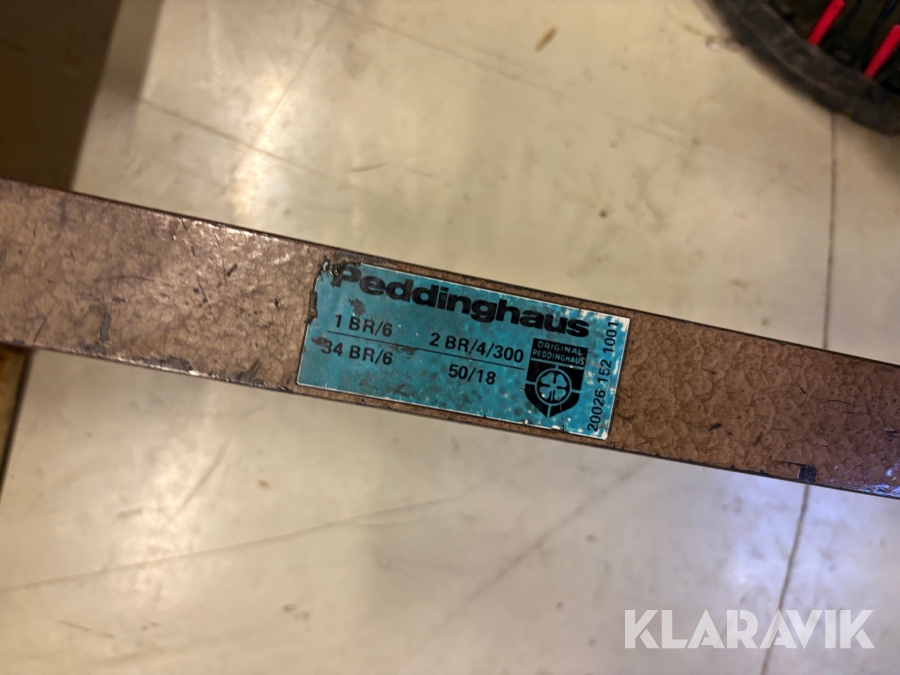 Peddinghaus
1 BR/6
34 BR/6
2 BR/4/300
50/18
ORIGINAL
PEDDINGHAUS
20026 152 1001
KLARAVIK